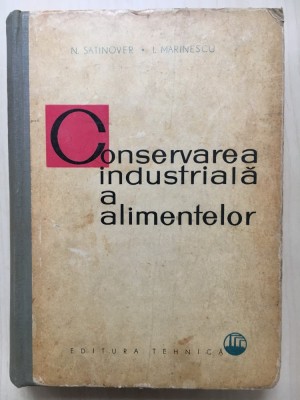 N. SATINOVER • I. MARINESCU
Conservarea
industrială
a
alimentelor
EDITURA TEHNICĂ